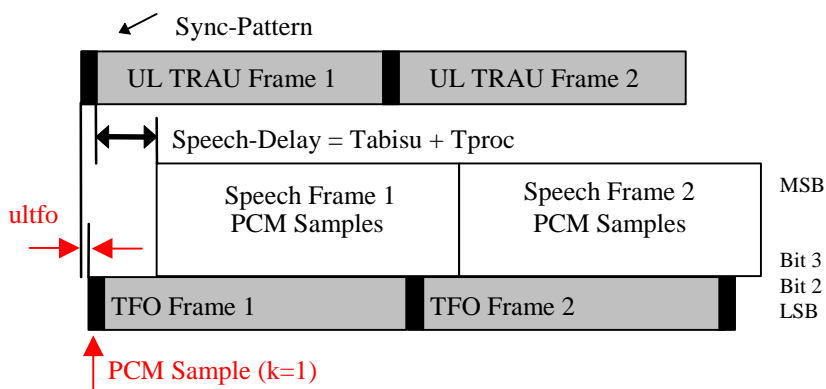 Sync-Pattern
UL TRAU Frame 1
UL TRAU Frame 2
Speech-Delay = Tabisu + Tproc
Speech Frame 1
PCM Samples
Speech Frame 2
PCM Samples
MSB
ultfo
Bit 3
Bit 2
TFO Frame 1
TFO Frame 2
LSB
PCM Sample (k=1)